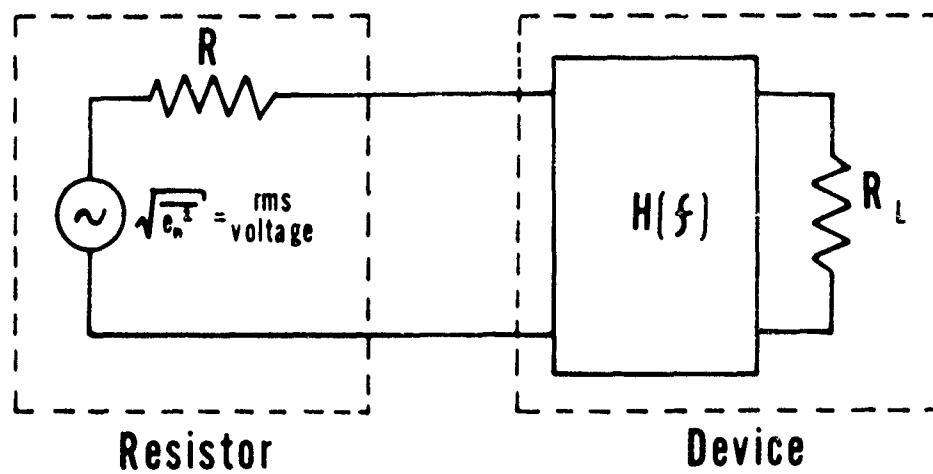 R
√e_n² = rms voltage
H(f)
R_L
Resistor
Device